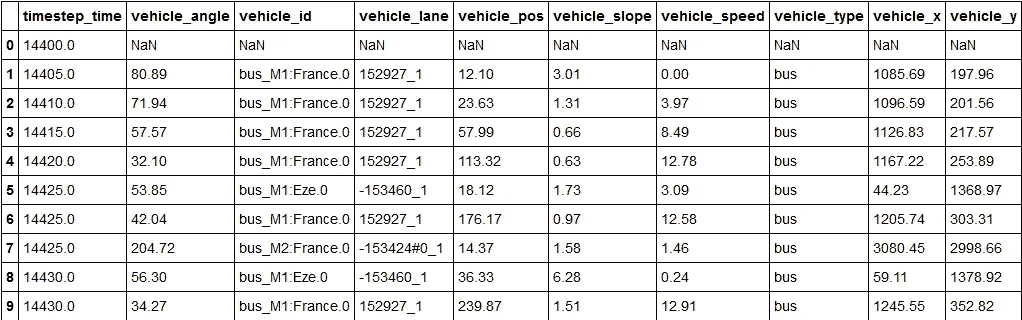 timestep_time vehicle_angle vehicle_id vehicle_lane vehicle_pos vehicle_slope vehicle_speed vehicle_type vehicle_x vehicle_y
0 14400.0 NaN NaN NaN NaN NaN NaN NaN NaN NaN
1 14405.0 80.89 bus_M1:France.0 152927_1 12.10 3.01 0.00 bus 1085.69 197.96
2 14410.0 71.94 bus_M1:France.0 152927_1 23.63 1.31 3.97 bus 1096.59 201.56
3 14415.0 57.57 bus_M1:France.0 152927_1 57.99 0.66 8.49 bus 1126.83 217.57
4 14420.0 32.10 bus_M1:France.0 152927_1 113.32 0.63 12.78 bus 1167.22 253.89
5 14425.0 53.85 bus_M1:Eze.0 -153460_1 18.12 1.73 3.09 bus 44.23 1368.97
6 14425.0 42.04 bus_M1:France.0 152927_1 176.17 0.97 12.58 bus 1205.74 303.31
7 14425.0 204.72 bus_M2:France.0 -153424#0_1 14.37 1.58 1.46 bus 3080.45 2998.66
8 14430.0 56.30 bus_M1:Eze.0 -153460_1 36.33 6.28 0.24 bus 59.11 1378.92
9 14430.0 34.27 bus_M1:France.0 152927_1 239.87 1.51 12.91 bus 1245.55 352.82